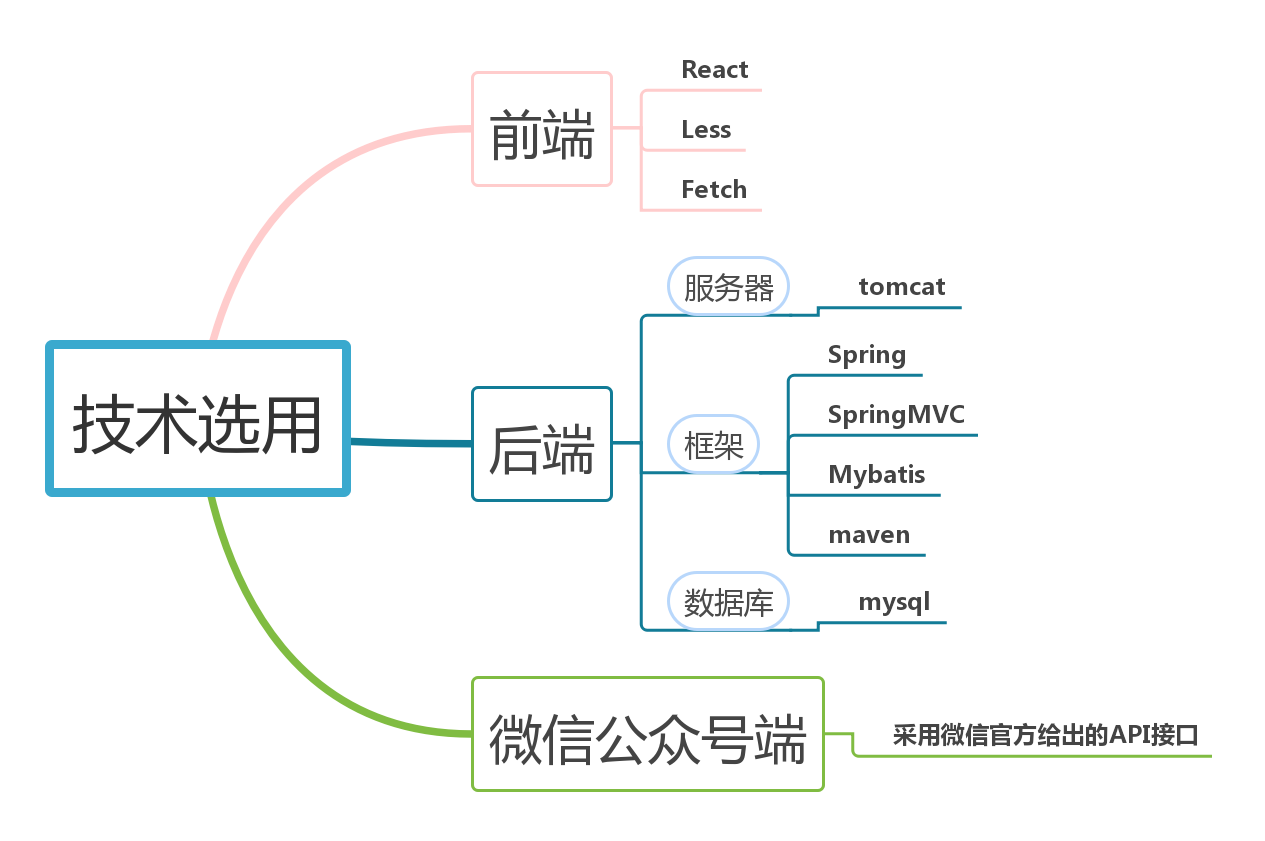 技术选用
前端
React
Less
Fetch
后端
服务器
tomcat
框架
Spring
SpringMVC
Mybatis
maven
数据库
mysql
微信公众号端
采用微信官方给出的API接口